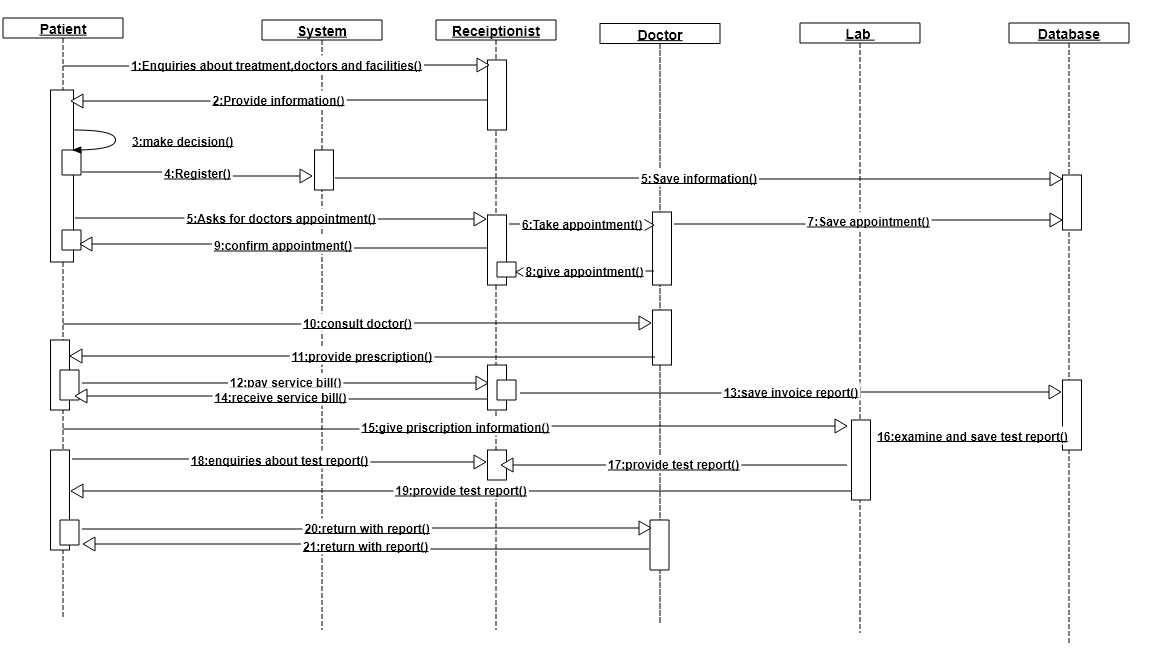 Patient
System
Receiptionist
Doctor
Lab
Database
1:Enquiries about treatment,doctors and facilities()
2:Provide information()
3:make decision()
4:Register()
5:Save information()
5:Asks for doctors appointment()
6:Take appointment()
7:Save appointment()
9:confirm appointment()
8:give appointment()
10:consult doctor()
11:provide prescription()
12:pay service bill()
13:save invoice report()
14:receive service bill()
15:give priscription information()
16:examine and save test report()
18:enquiries about test report()
17:provide test report()
19:provide test report()
20:return with report()
21:return with report()